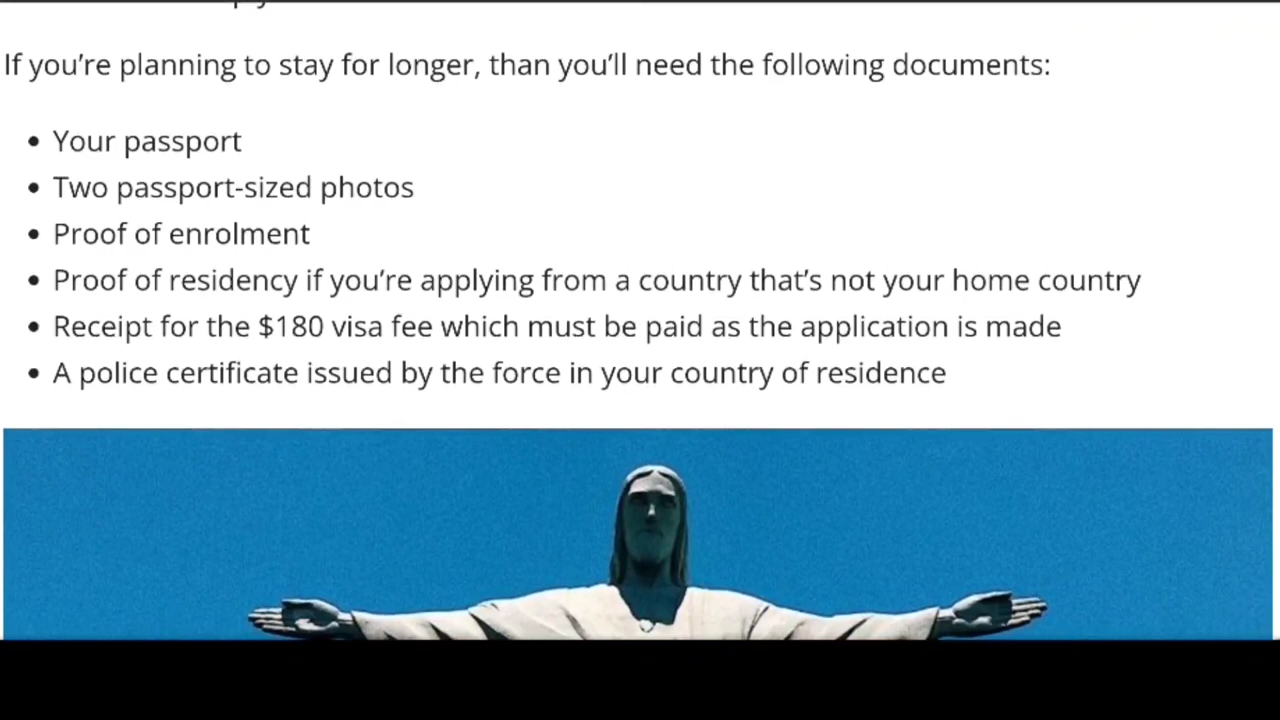 If you’re planning to stay for longer, than you’ll need the following documents:
• Your passport
• Two passport-sized photos
• Proof of enrolment
• Proof of residency if you’re applying from a country that’s not your home country
• Receipt for the $180 visa fee which must be paid as the application is made
• A police certificate issued by the force in your country of residence